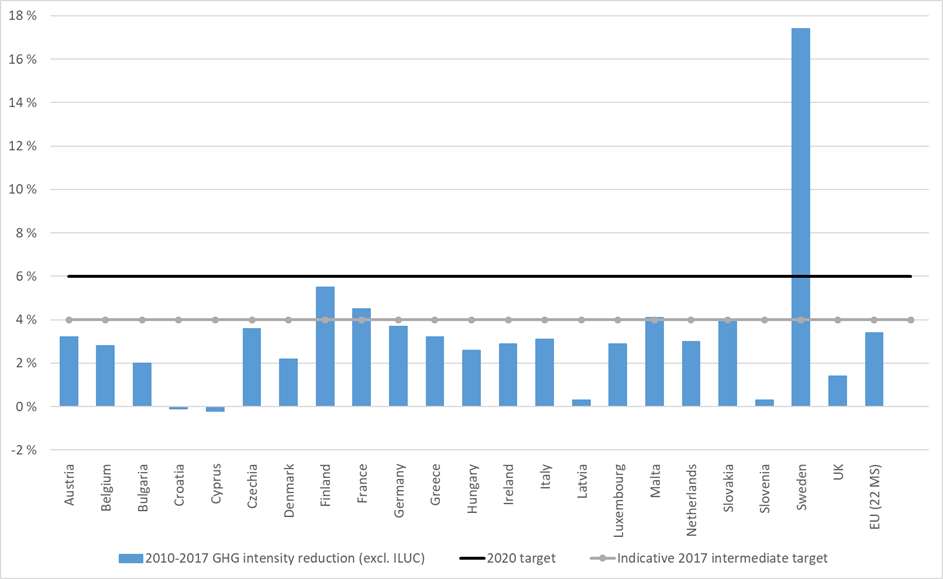 18 %
16 %
14 %
12 %
10 %
8 %
6 %
4 %
2 %
0 %
-2 %
Austria
Belgium
Bulgaria
Croatia
Cyprus
Czechia
Denmark
Finland
France
Germany
Greece
Hungary
Ireland
Italy
Latvia
Luxembourg
Malta
Netherlands
Slovakia
Slovenia
Sweden
UK
EU (22 MS)
2010-2017 GHG intensity reduction (excl. ILUC)
2020 target
Indicative 2017 intermediate target